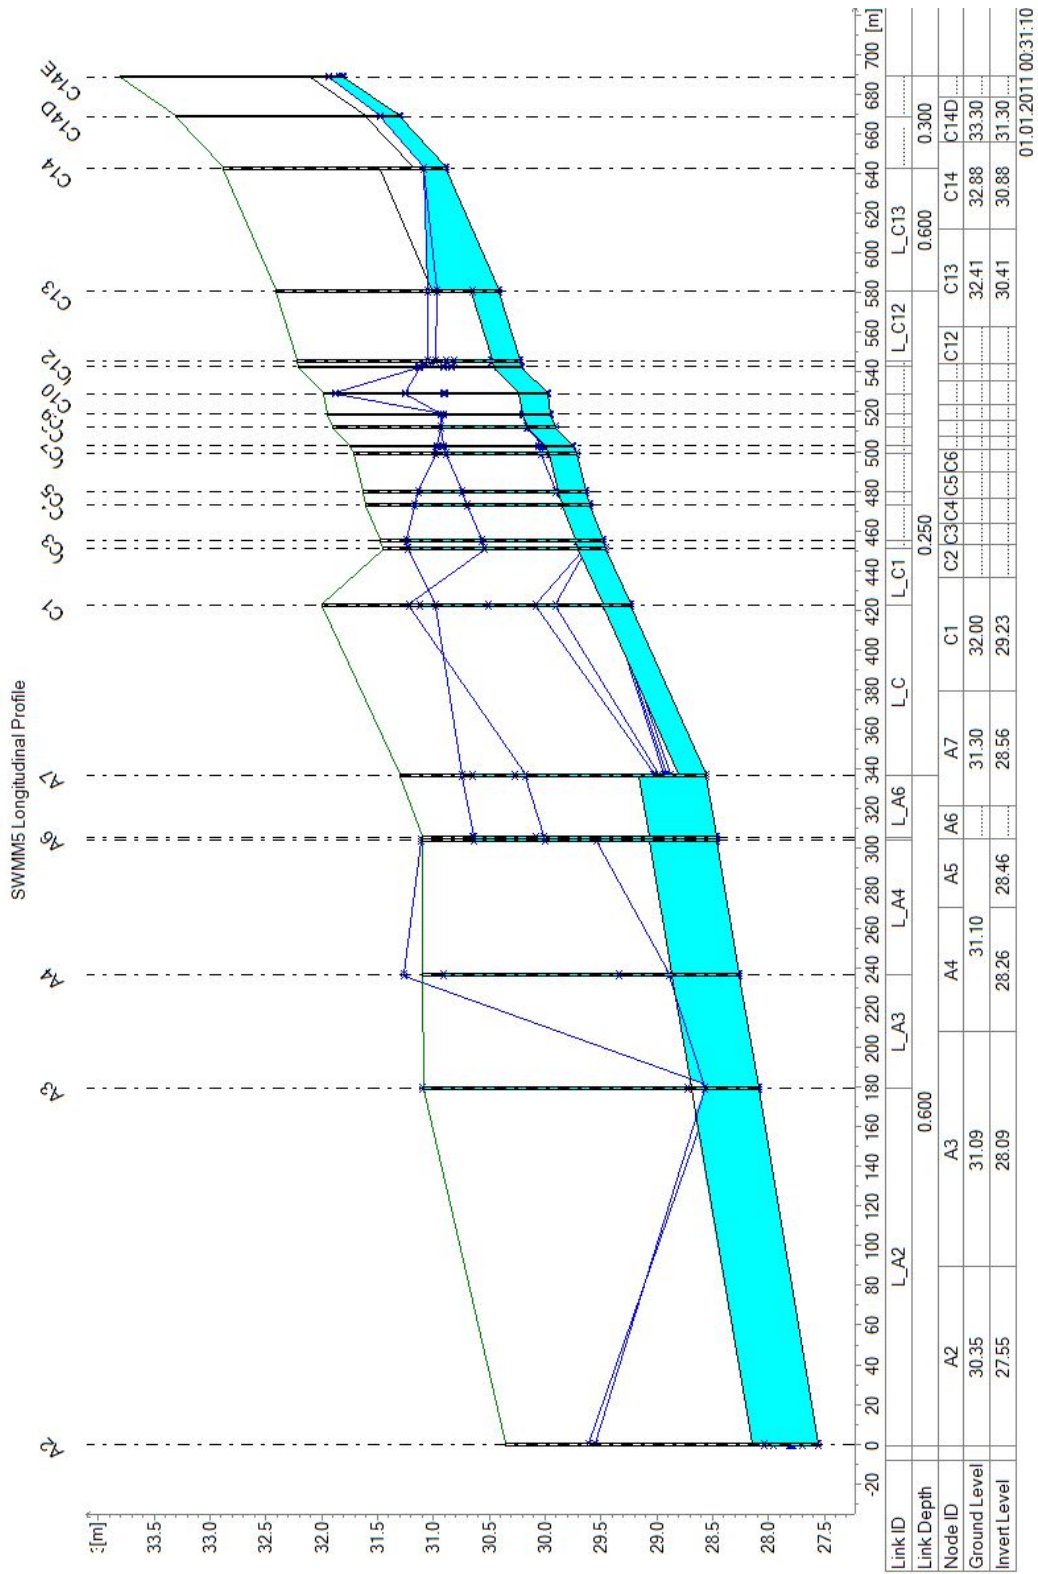 SWMM5 Longitudinal Profile
A2
A3
A4
A6
A7
C1
C3
C5
C7
C9
C10
C12
C13
C14
C14D
C14E
[m]
33.5
33.0
32.5
32.0
31.5
31.0
30.5
30.0
29.5
29.0
28.5
28.0
27.5
-20 0 20 40 60 80 100 120 140 160 180 200 220 240 260 280 300 320 340 360 380 400 420 440 460 480 500 520 540 560 580 600 620 640 660 680 700 [m]
Link ID L_A2 L_A3 L_A4 L_A6 L_C L_C1 L_C12 L_C13
Link Depth 0.600 0.250 0.600 0.300
Node ID A2 A3 A4 A5 A6 A7 C1 C2 C3 C4 C5 C6 C12 C13 C14 C14D
Ground Level 30.35 31.09 31.10 31.30 32.00 32.41 32.88 33.30
Invert Level 27.55 28.09 28.26 28.46 28.56 29.23 30.41 30.88 31.30
01.01.2011 00:31:10